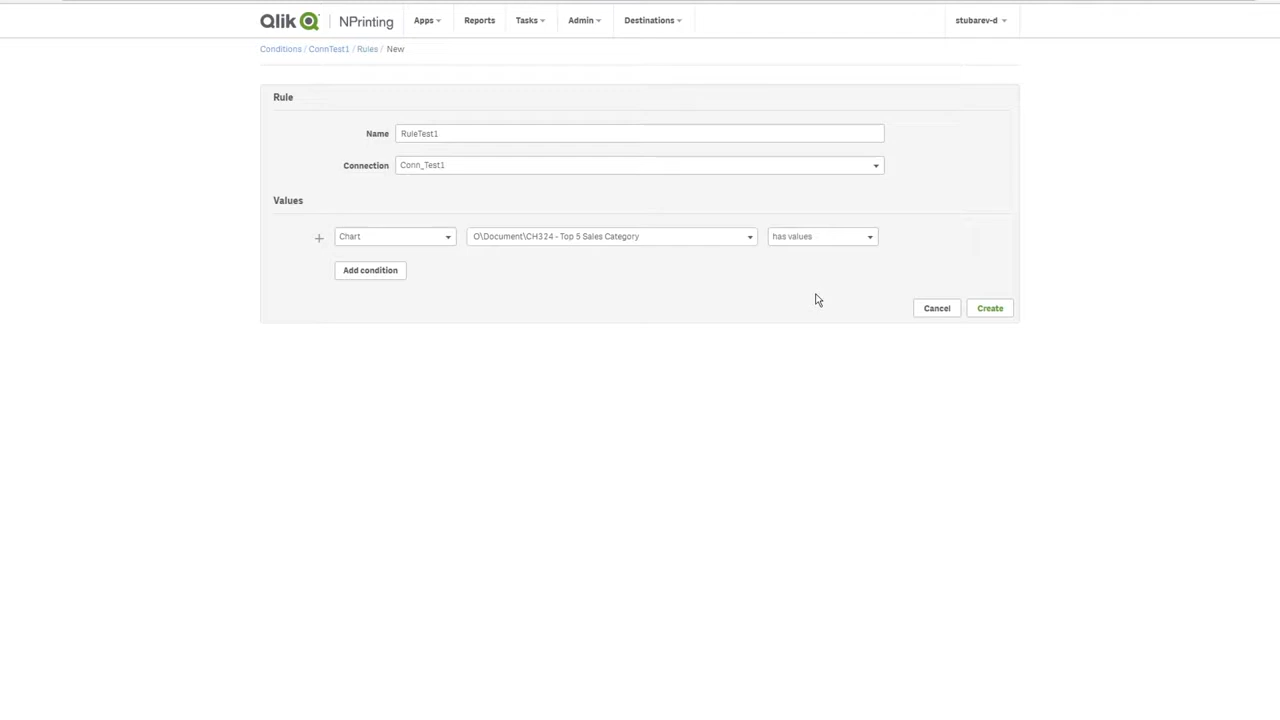 Qlik NPrinting Apps Reports Tasks Admin Destinations stubarev-d
Conditions / ConnTest1 / Rules / New
Rule
Name RuleTest1
Connection Conn_Test1
Values
+ Chart O\Document\CH324 - Top 5 Sales Category has values
Add condition
Cancel Create